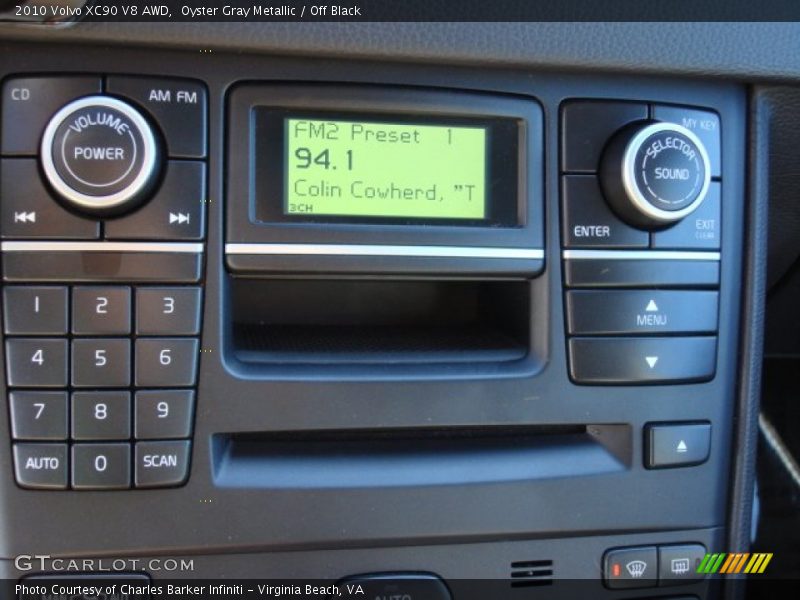 2010 Volvo XC90 V8 AWD,  Oyster Gray Metallic / Off Black
CD
AM FM
VOLUME
POWER
FM2 Preset 1
94.1
Colin Cowherd, "T
3CH
MY KEY
SELECTOR
SOUND
ENTER
EXIT
CLEAR
MENU
1 2 3
4 5 6
7 8 9
AUTO 0 SCAN
GTCARLOT.COM
Photo Courtesy of Charles Barker Infiniti - Virginia Beach, VA
AUTO